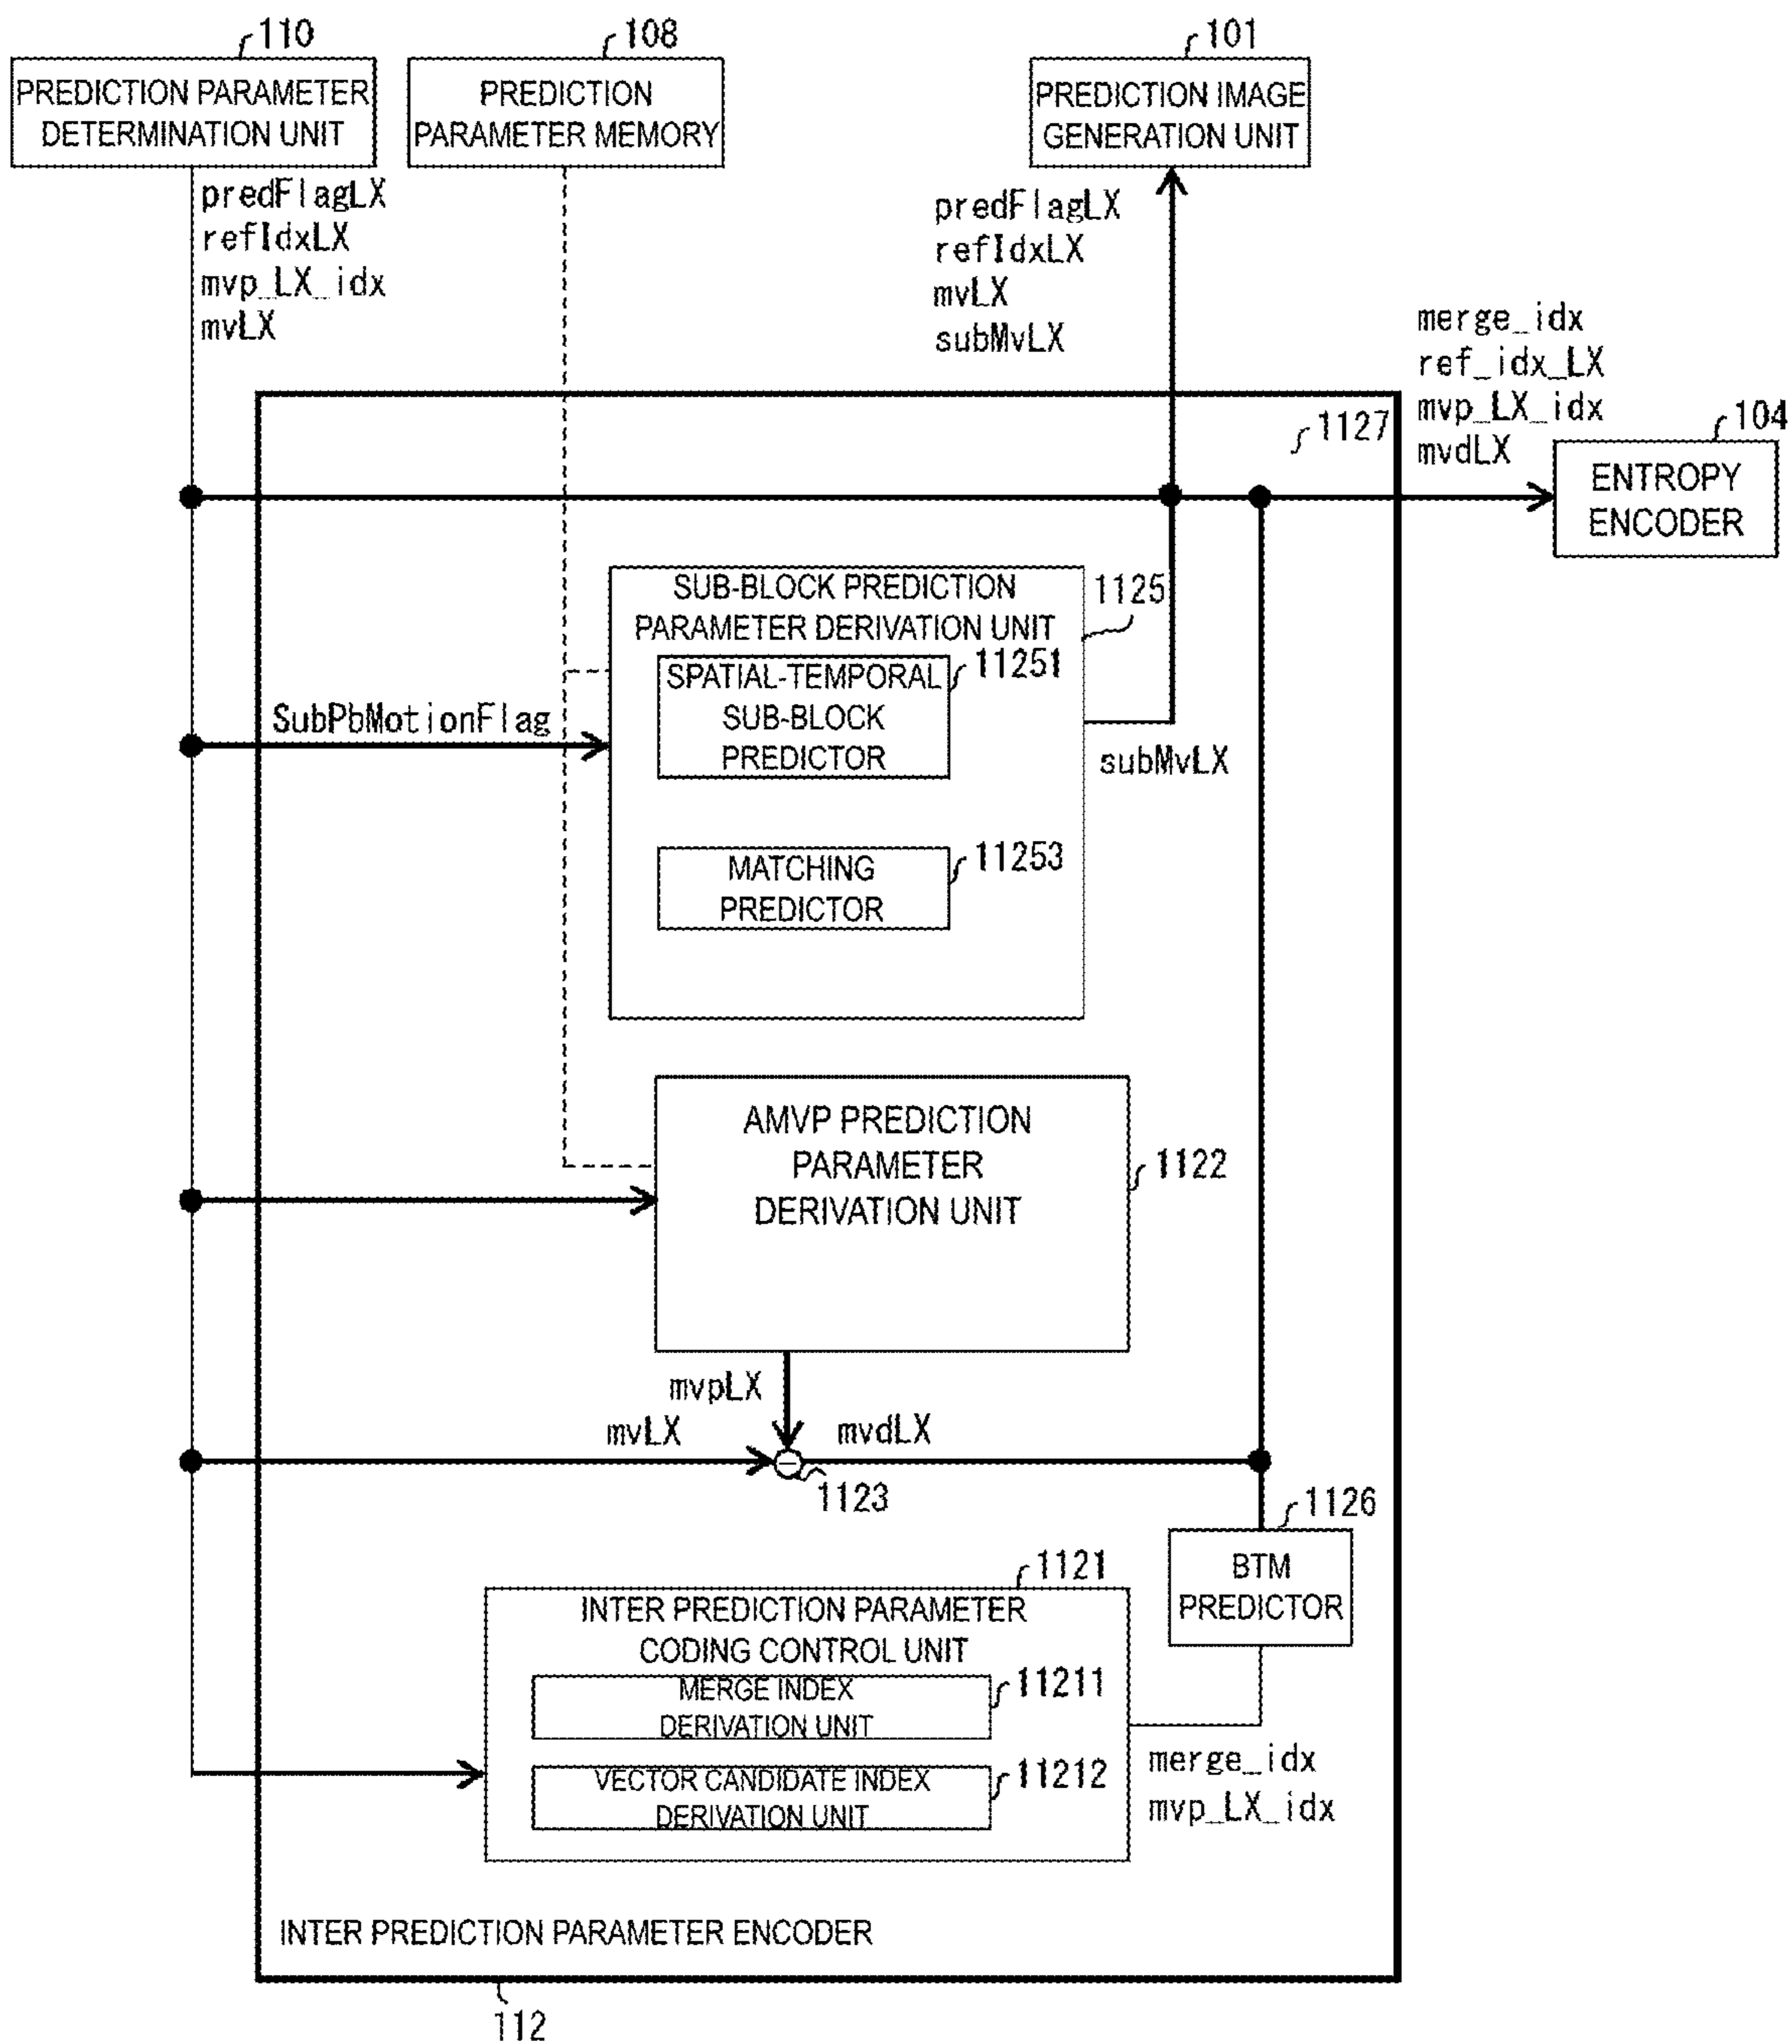 110
PREDICTION PARAMETER
DETERMINATION UNIT
108
PREDICTION
PARAMETER MEMORY
101
PREDICTION IMAGE
GENERATION UNIT
predFlagLX
refIdxLX
mvp_LX_idx
mvLX
predFlagLX
refIdxLX
mvLX
subMvLX
merge_idx
ref_idx_LX
mvp_LX_idx
mvdLX
1127
104
ENTROPY
ENCODER
SUB-BLOCK PREDICTION
PARAMETER DERIVATION UNIT
1125
SPATIAL-TEMPORAL
SUB-BLOCK
PREDICTOR
11251
SubPbMotionFlag
subMvLX
MATCHING
PREDICTOR
11253
AMVP PREDICTION
PARAMETER
DERIVATION UNIT
1122
mvpLX
mvLX
mvdLX
1123
1126
BTM
PREDICTOR
1121
INTER PREDICTION PARAMETER
CODING CONTROL UNIT
MERGE INDEX
DERIVATION UNIT
11211
VECTOR CANDIDATE INDEX
DERIVATION UNIT
11212
merge_idx
mvp_LX_idx
INTER PREDICTION PARAMETER ENCODER
112